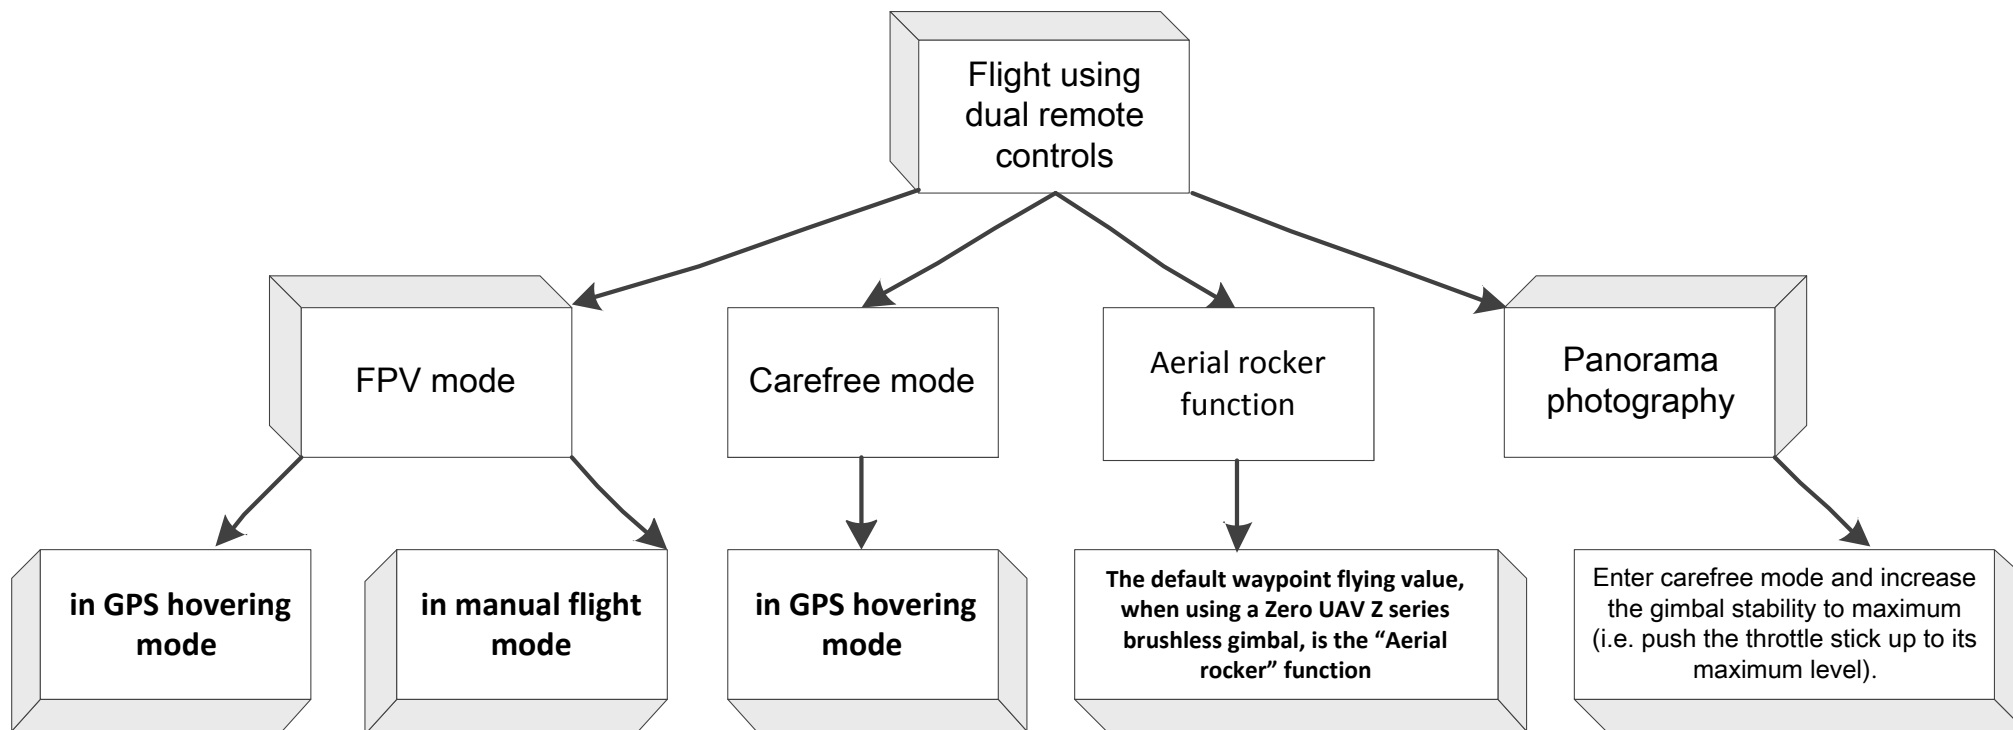 Flight using
dual remote
controls
FPV mode
Carefree mode
Aerial rocker
function
Panorama
photography
in GPS hovering
mode
in manual flight
mode
in GPS hovering
mode
The default waypoint flying value,
when using a Zero UAV Z series
brushless gimbal, is the “Aerial
rocker” function
Enter carefree mode and increase
the gimbal stability to maximum
(i.e. push the throttle stick up to its
maximum level).